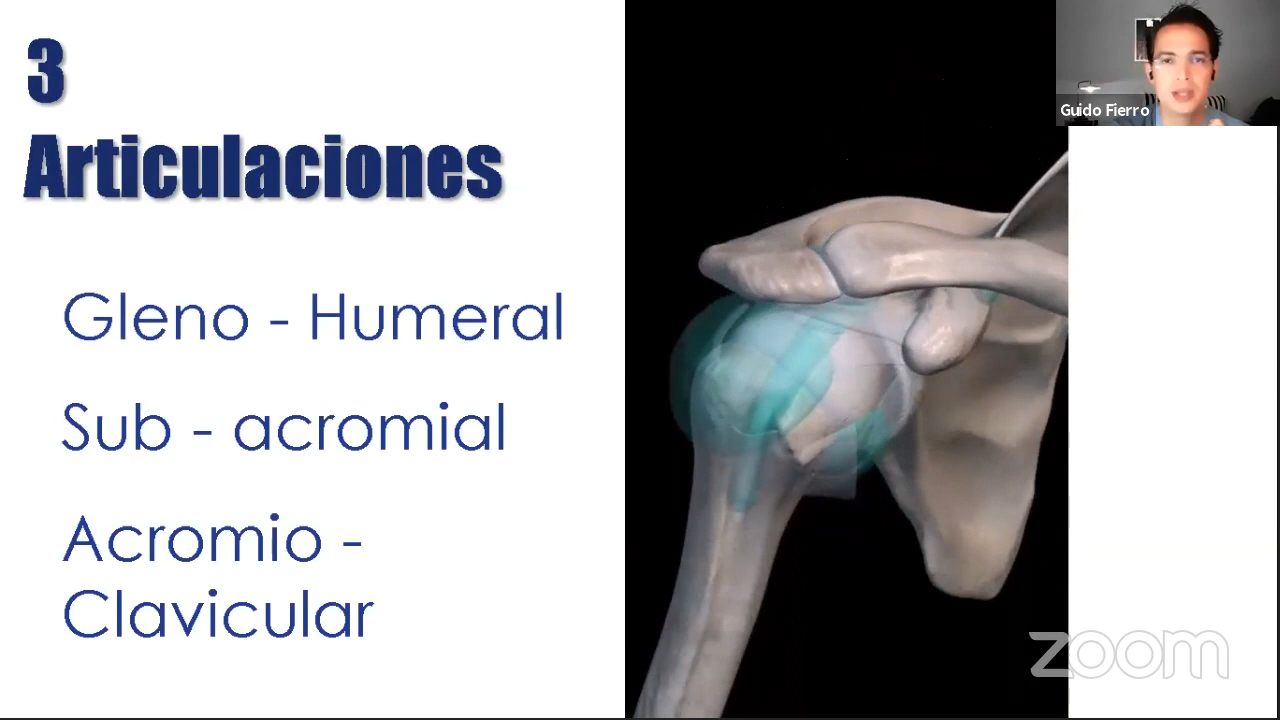 3
Articulaciones
Gleno - Humeral
Sub - acromial
Acromio -
Clavicular
Guido Fierro
zoom